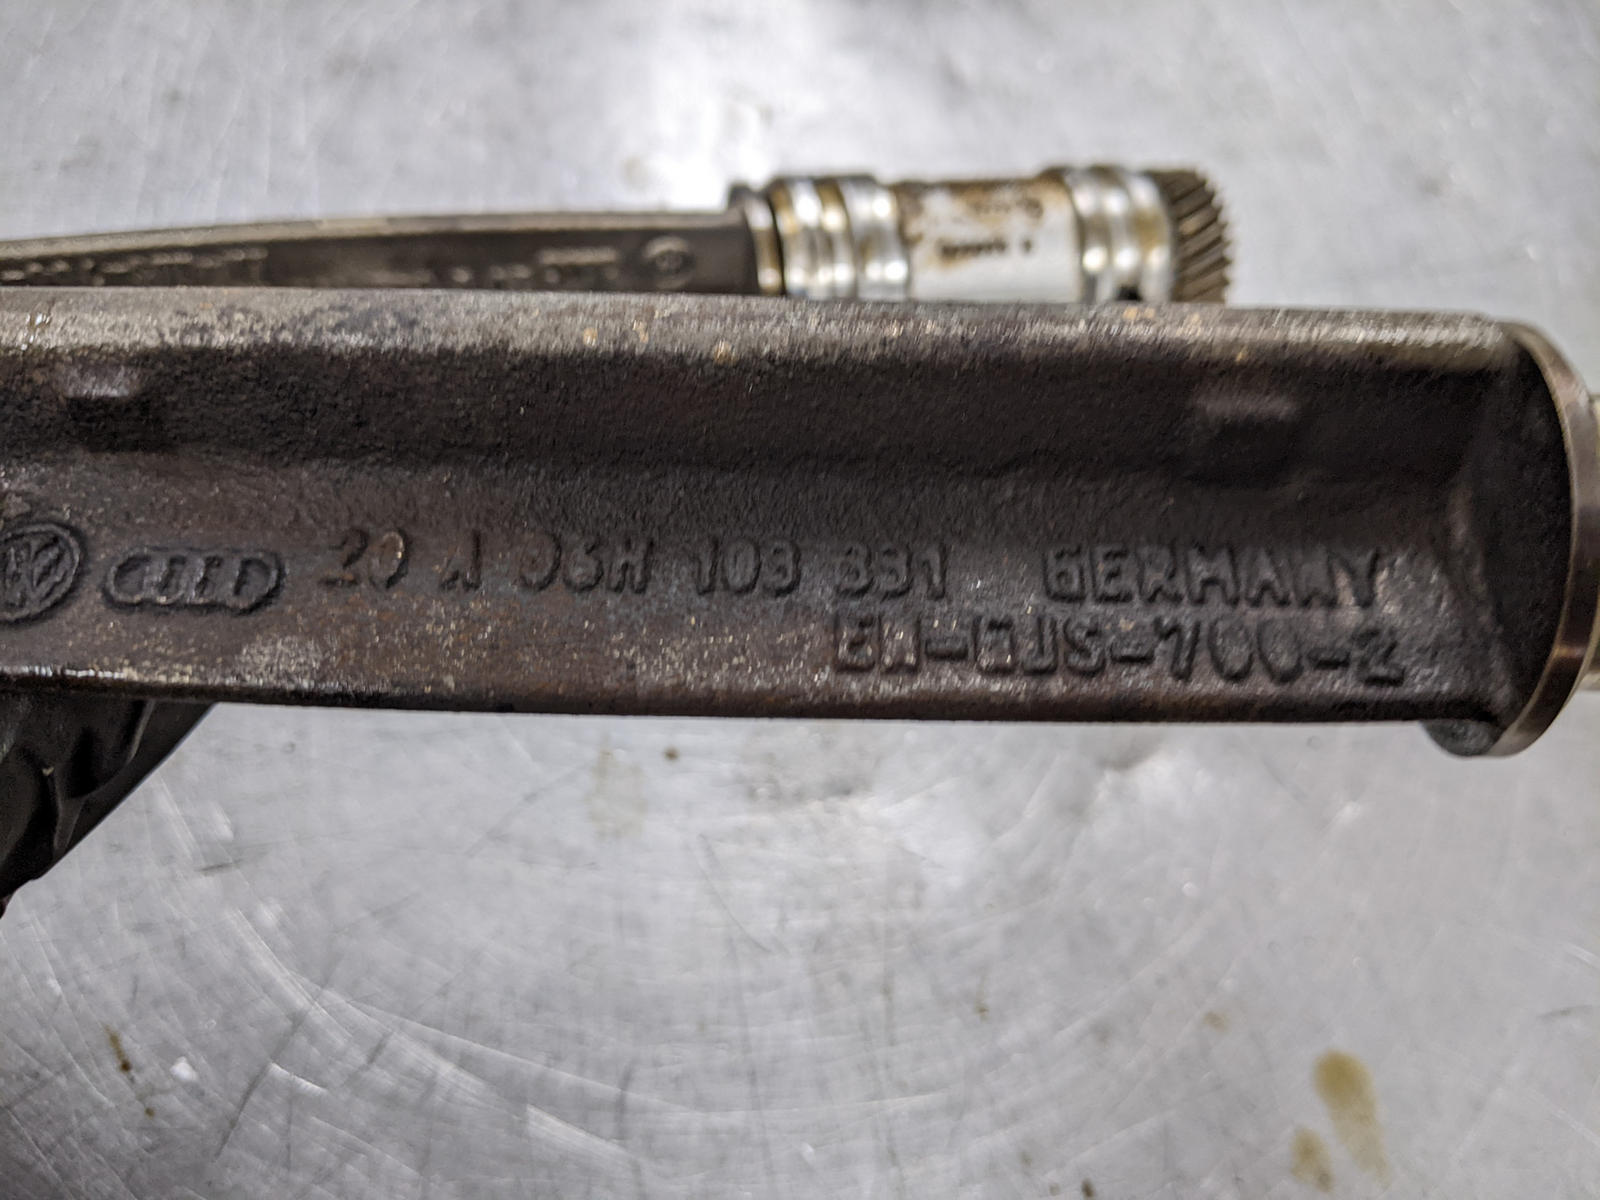 20 A 06H 103 331 GERMANY
EN-GJS-700-2